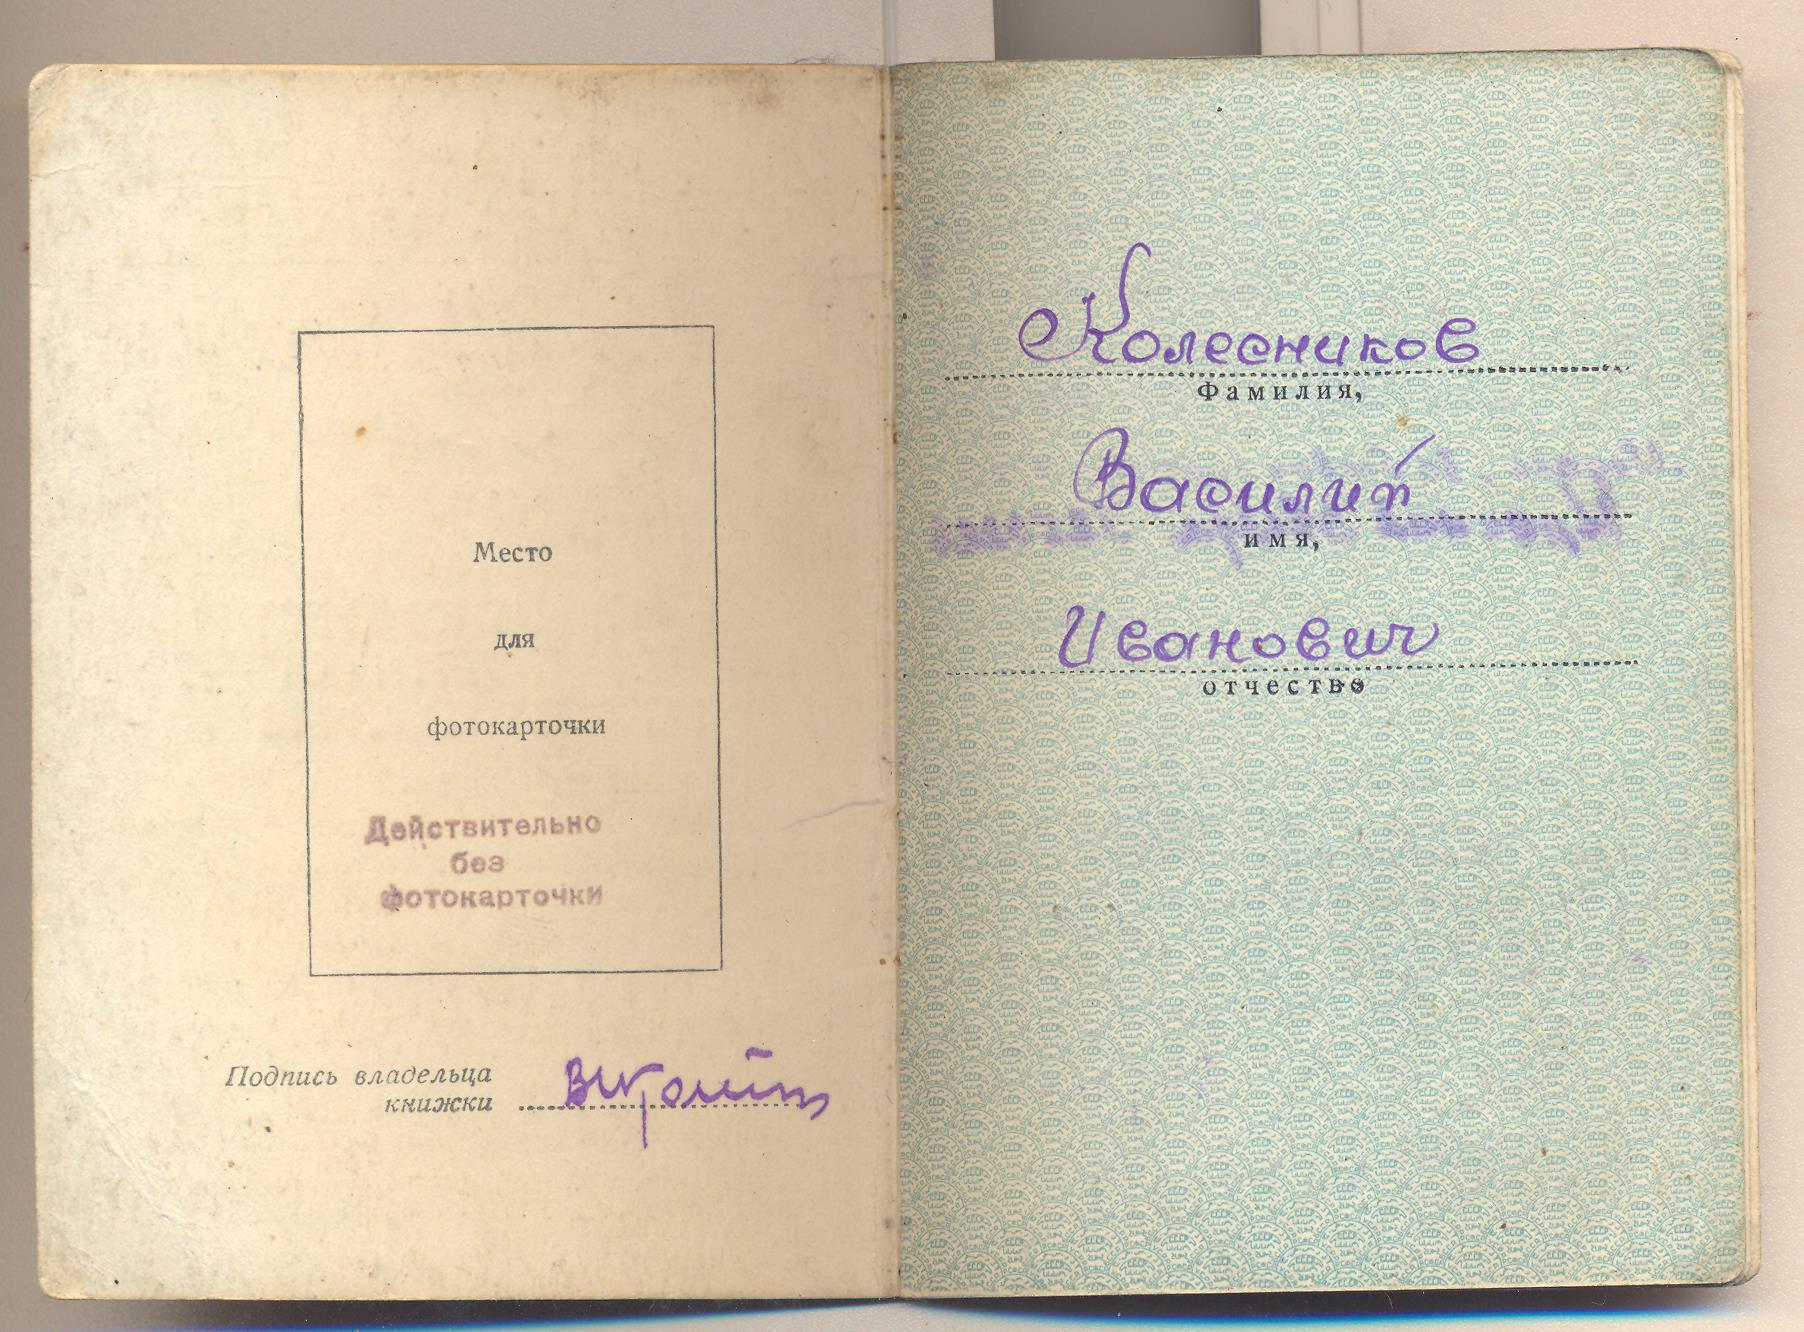 Место
для
фотокарточки
Действительно
без
фотокарточки
Подпись владельца
книжки
Колесников
Фамилия,
Василий
имя,
Иванович
отчество